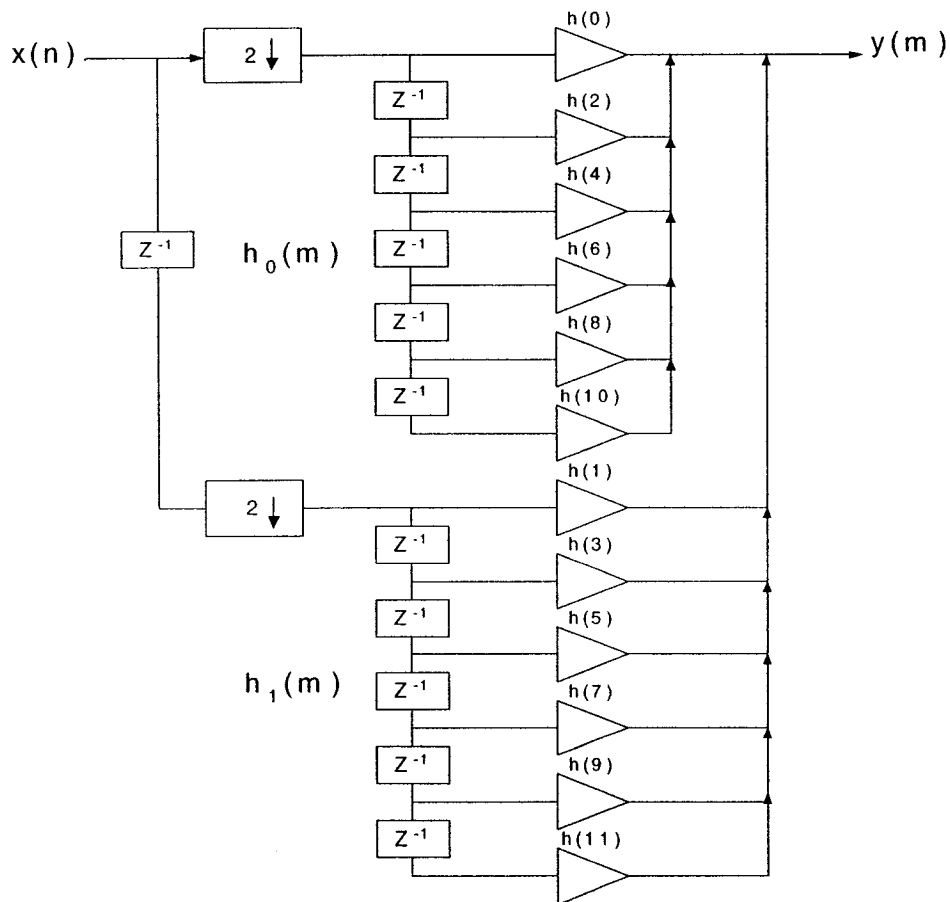 x(n)
2 ↓
h(0)
y(m)
Z⁻¹
h(2)
Z⁻¹
h(4)
Z⁻¹
h₀(m)
Z⁻¹
h(6)
Z⁻¹
h(8)
Z⁻¹
h(10)
2 ↓
h(1)
Z⁻¹
h(3)
Z⁻¹
h(5)
h₁(m)
Z⁻¹
h(7)
Z⁻¹
h(9)
Z⁻¹
h(11)